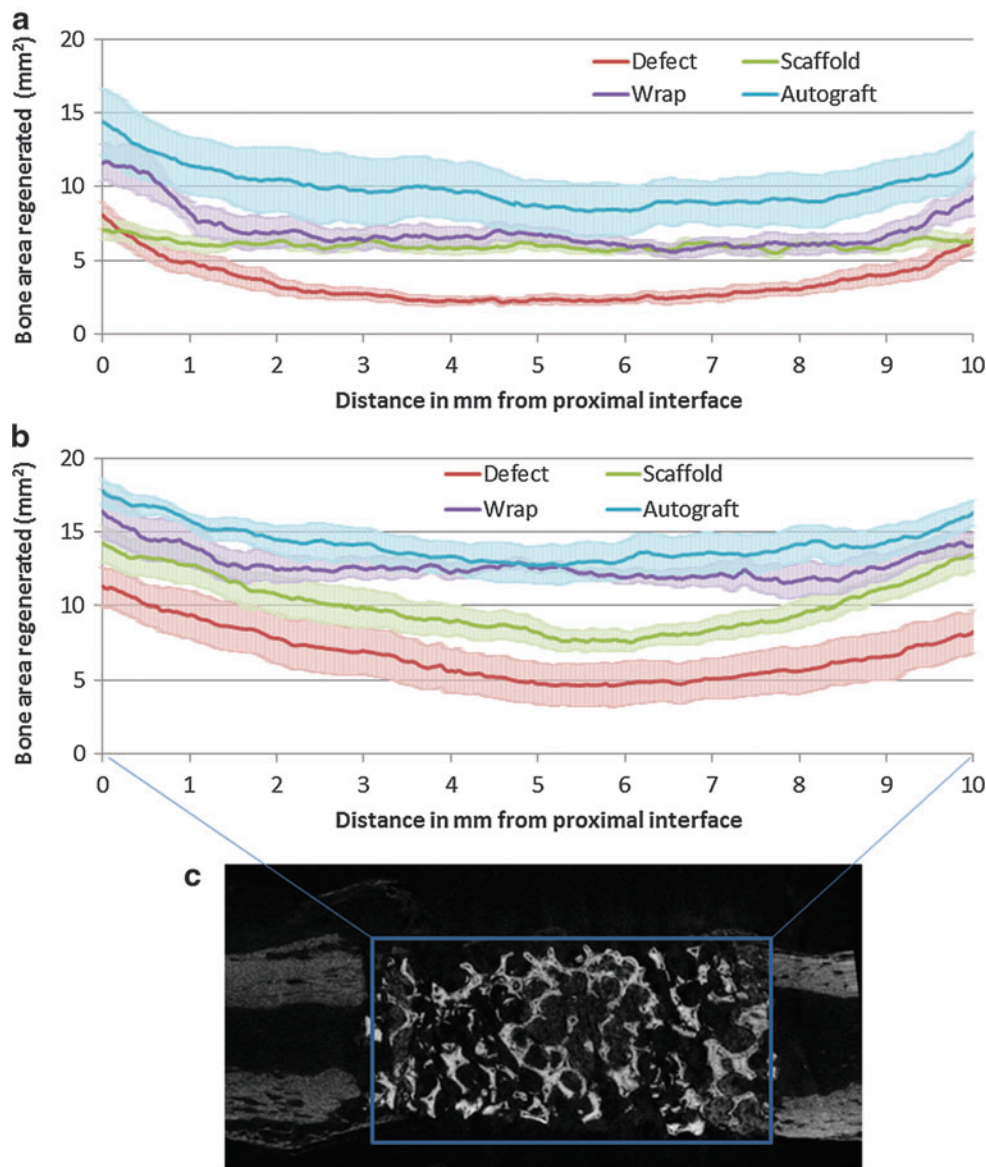 a
Bone area regenerated (mm²)
20
15
10
5
0
Defect
Scaffold
Wrap
Autograft
0 1 2 3 4 5 6 7 8 9 10
Distance in mm from proximal interface
b
Bone area regenerated (mm²)
20
15
10
5
0
Defect
Scaffold
Wrap
Autograft
0 1 2 3 4 5 6 7 8 9 10
Distance in mm from proximal interface
c